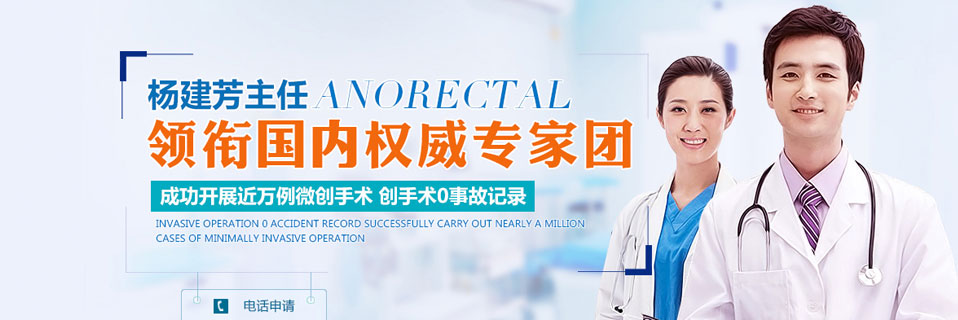 杨建芳主任 ANORECTAL
领衔国内权威专家团
成功开展近万例微创手术 创手术0事故记录
INVASIVE OPERATION 0 ACCIDENT RECORD SUCCESSFULLY CARRY OUT NEARLY A MILLION
CASES OF MINIMALLY INVASIVE OPERATION
电话申请